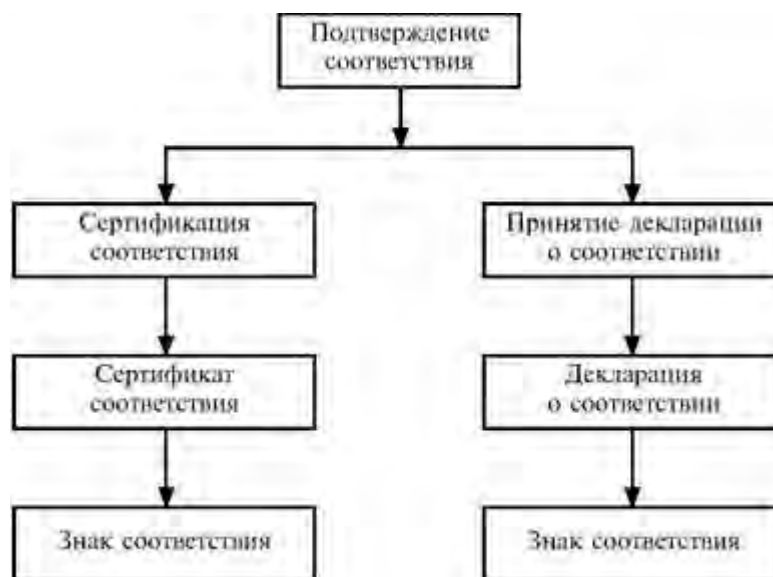 Подтверждение
соответствия
Сертификация
соответствия
Принятие декларации
о соответствии
Сертификат
соответствия
Декларация
о соответствии
Знак соответствия
Знак соответствия